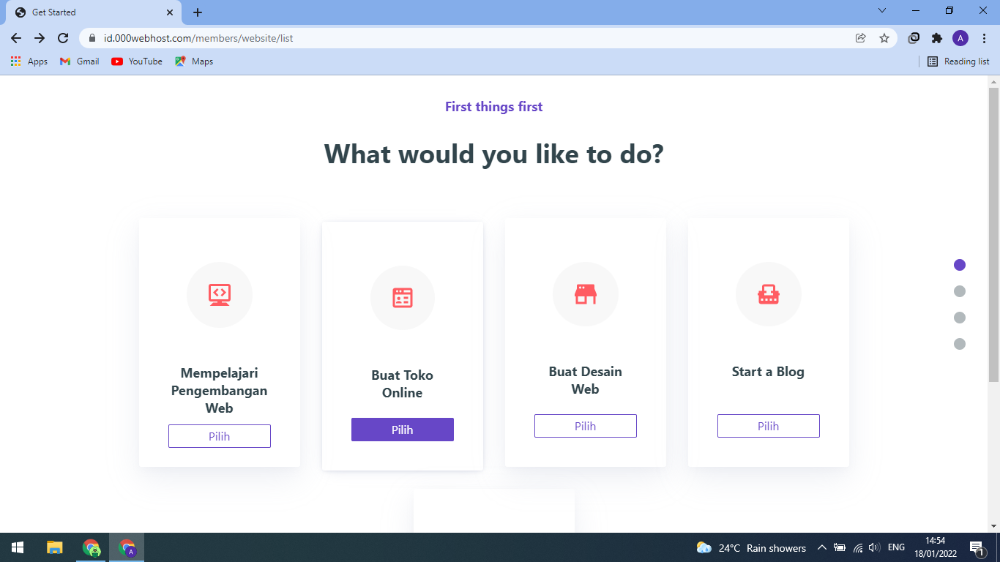 Get Started
id.000webhost.com/members/website/list
A
Apps
Gmail
YouTube
Maps
Reading list
First things first
What would you like to do?
Mempelajari
Pengembangan
Web
Pilih
Buat Toko
Online
Pilih
Buat Desain
Web
Pilih
Start a Blog
Pilih
A
24°C Rain showers
ENG
14:54
18/01/2022
1